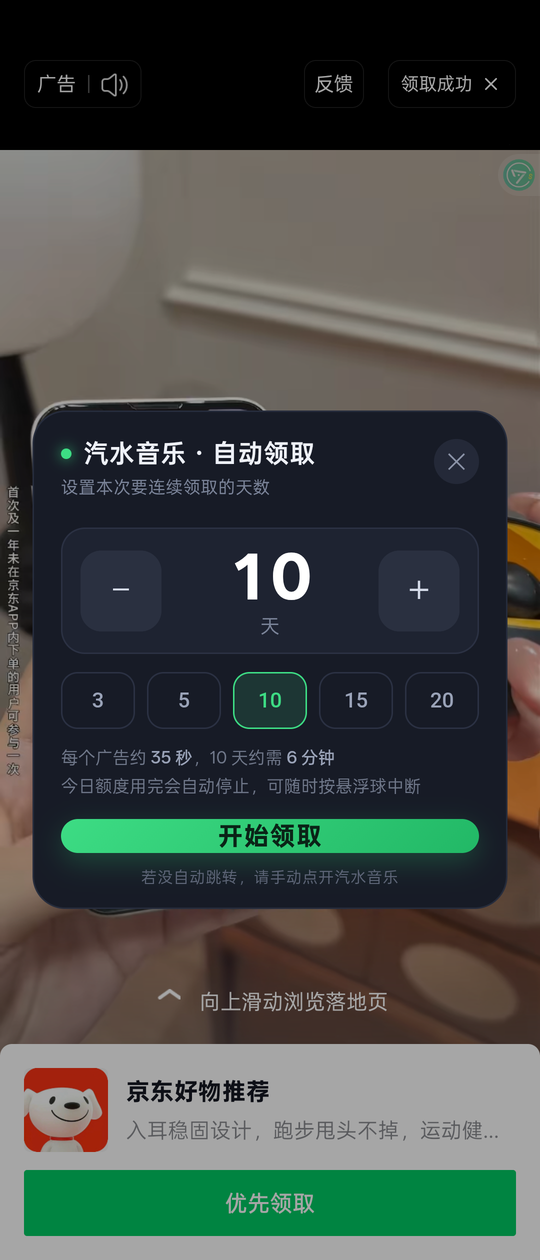 广告
反馈
领取成功
汽水音乐 · 自动领取
设置本次要连续领取的天数
首次及一年未在京东APP内下单的用户可参与一次
− 10 +
天
3 5 10 15 20
每个广告约 35 秒，10 天约需 6 分钟
今日额度用完会自动停止，可随时按悬浮球中断
开始领取
若没自动跳转，请手动点开汽水音乐
向上滑动浏览落地页
京东好物推荐
入耳稳固设计，跑步甩头不掉，运动健...
优先领取